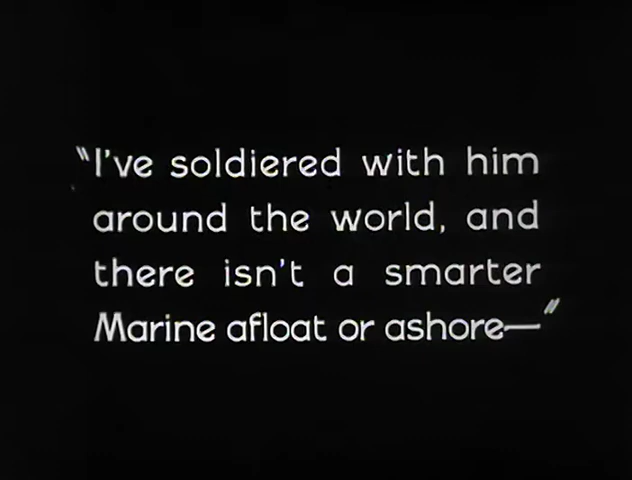 "I've soldiered with him
around the world, and
there isn't a smarter
Marine afloat or ashore—"